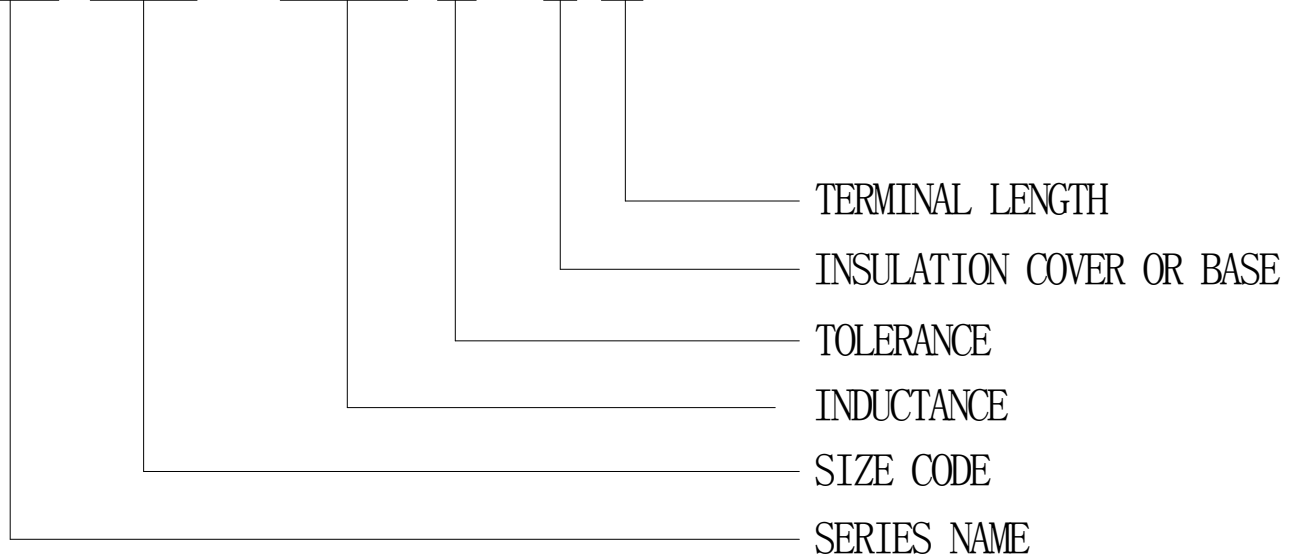 TERMINAL LENGTH
INSULATION COVER OR BASE
TOLERANCE
INDUCTANCE
SIZE CODE
SERIES NAME